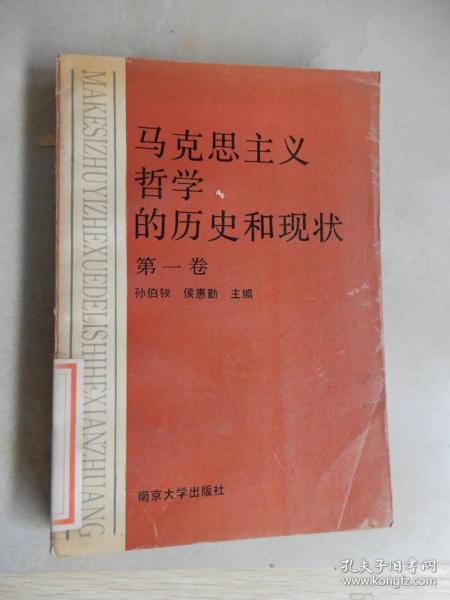 马克思主义
哲学
的历史和现状
第一卷
孙伯鍨 侯惠勤 主编
南京大学出版社
MAKESIZHUYIZHEXUEDELISHIHEXIANZHUANG
孔夫子旧书网
www.kongfz.com